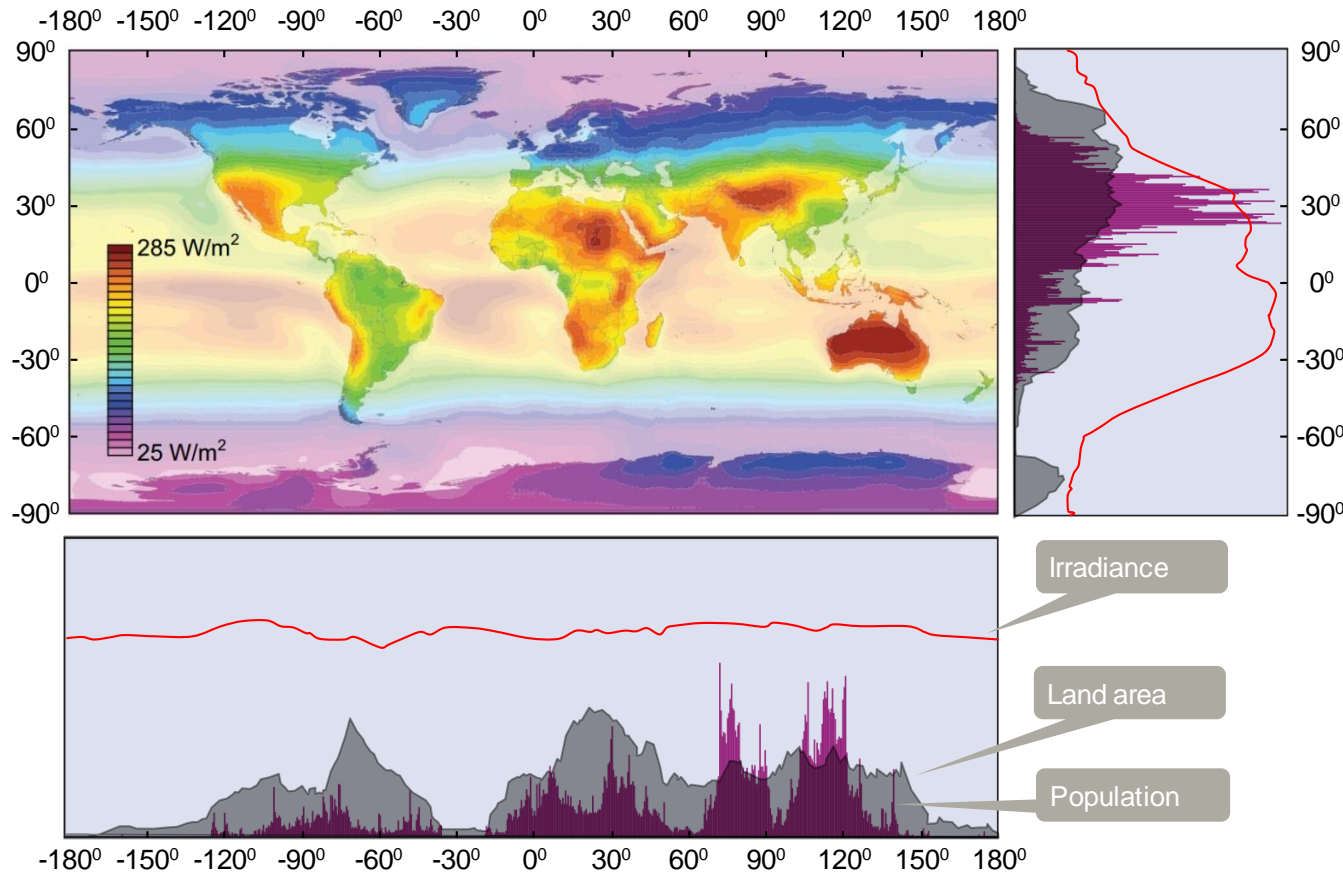 -180⁰ -150⁰ -120⁰ -90⁰ -60⁰ -30⁰ 0⁰ 30⁰ 60⁰ 90⁰ 120⁰ 150⁰ 180⁰
90⁰ 90⁰
60⁰ 60⁰
30⁰ 30⁰
285 W/m²
0⁰ 0⁰
-30⁰ -30⁰
25 W/m²
-60⁰ -60⁰
-90⁰ -90⁰
Irradiance
Land area
Population
-180⁰ -150⁰ -120⁰ -90⁰ -60⁰ -30⁰ 0⁰ 30⁰ 60⁰ 90⁰ 120⁰ 150⁰ 180⁰